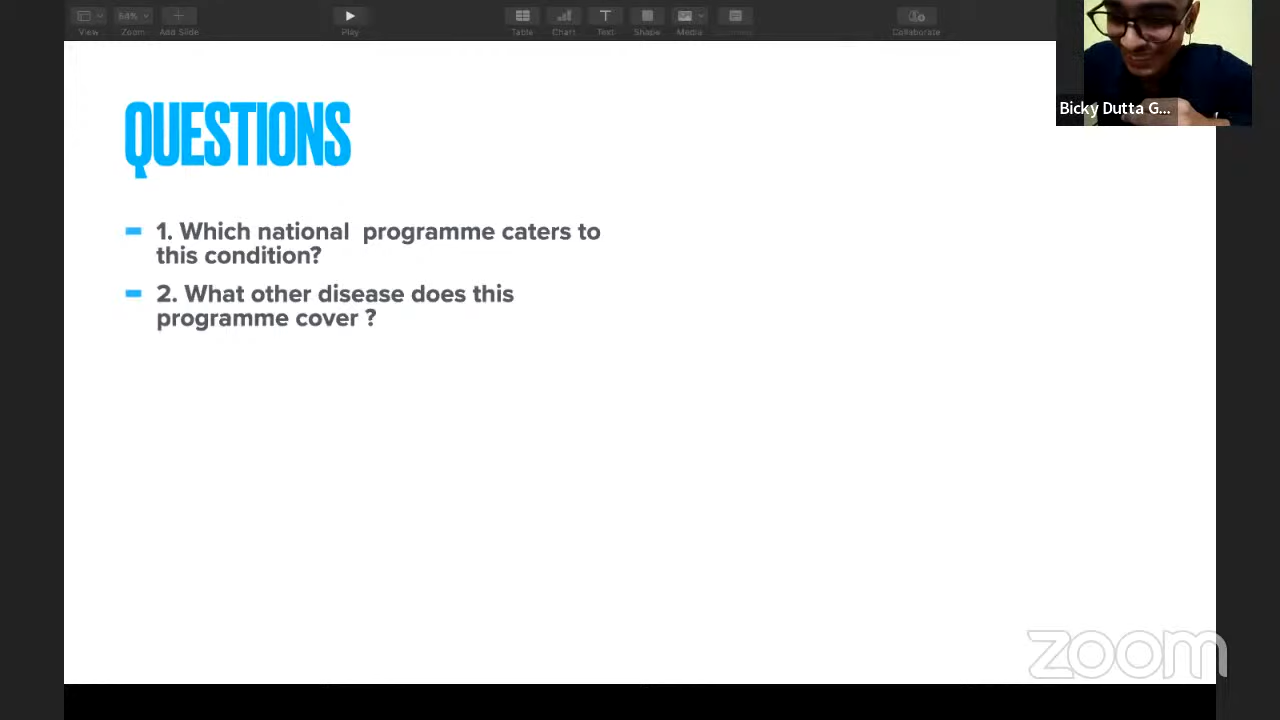 64%
View
Zoom
Add Slide
Play
Table
Chart
Text
Shape
Media
Collaborate
Bicky Dutta G...
QUESTIONS
1. Which national programme caters to
this condition?
2. What other disease does this
programme cover ?
zoom